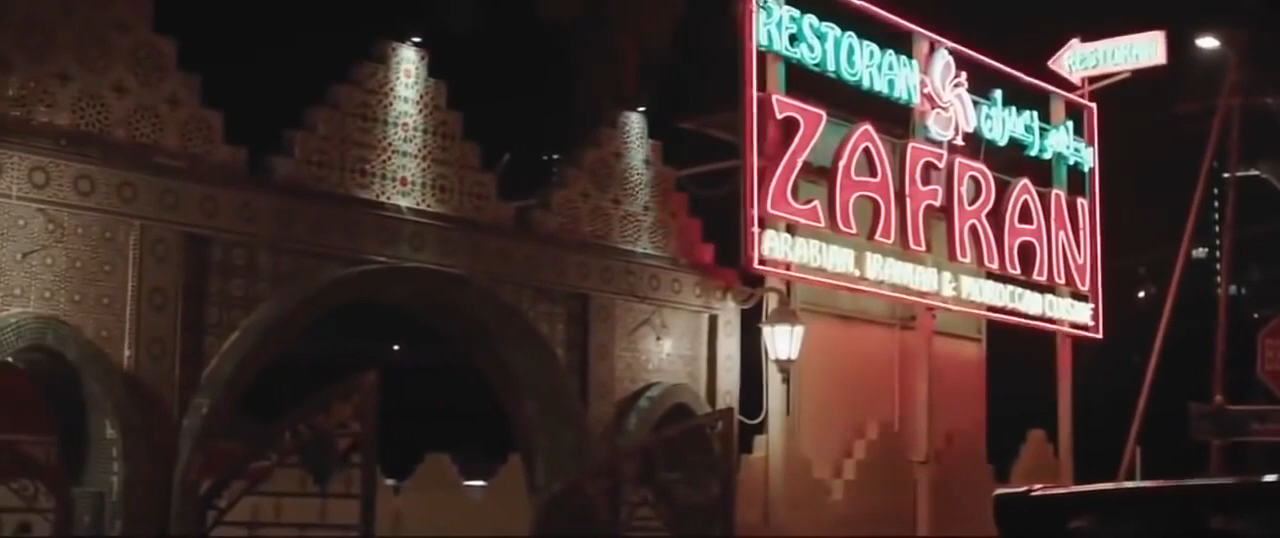 RESTORAN
ZAFRAN
ARABIAN, IRANIAN & MOROCCAN CUISINE
RESTORAN